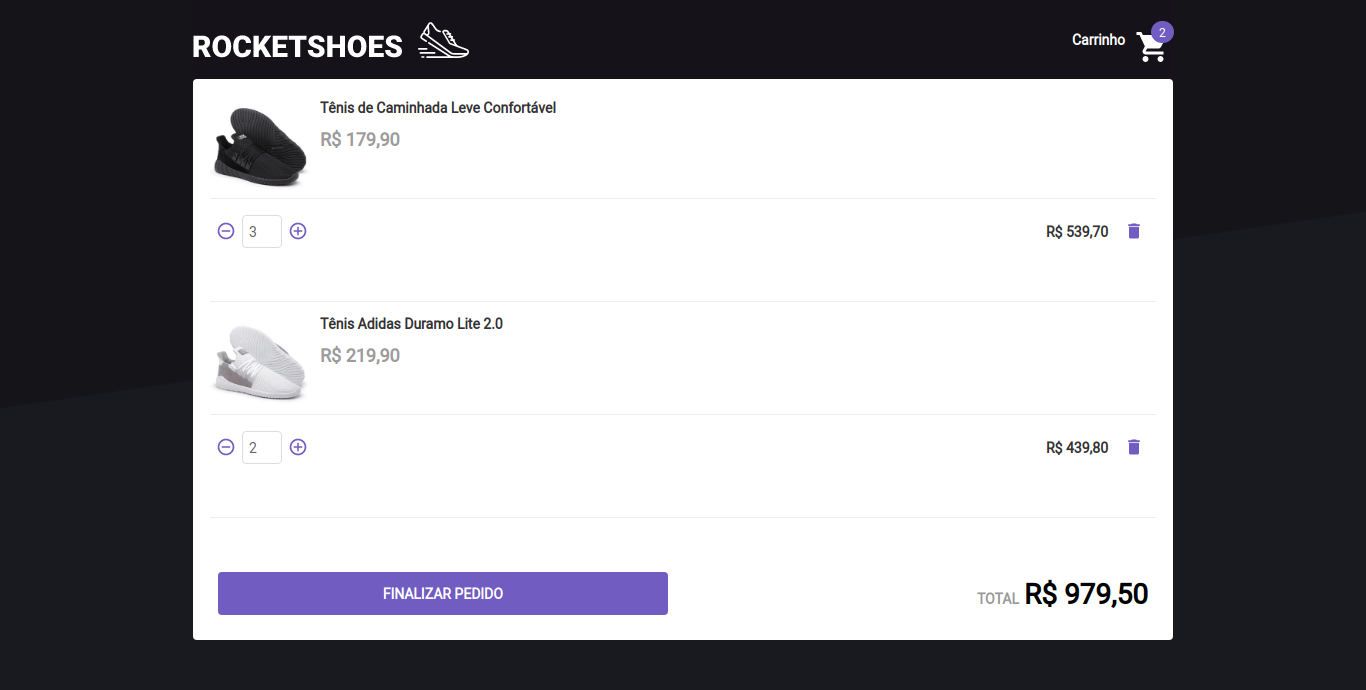 ROCKETSHOES
Carrinho 2
Tênis de Caminhada Leve Confortável
R$ 179,90
3 R$ 539,70
Tênis Adidas Duramo Lite 2.0
R$ 219,90
2 R$ 439,80
FINALIZAR PEDIDO TOTAL R$ 979,50